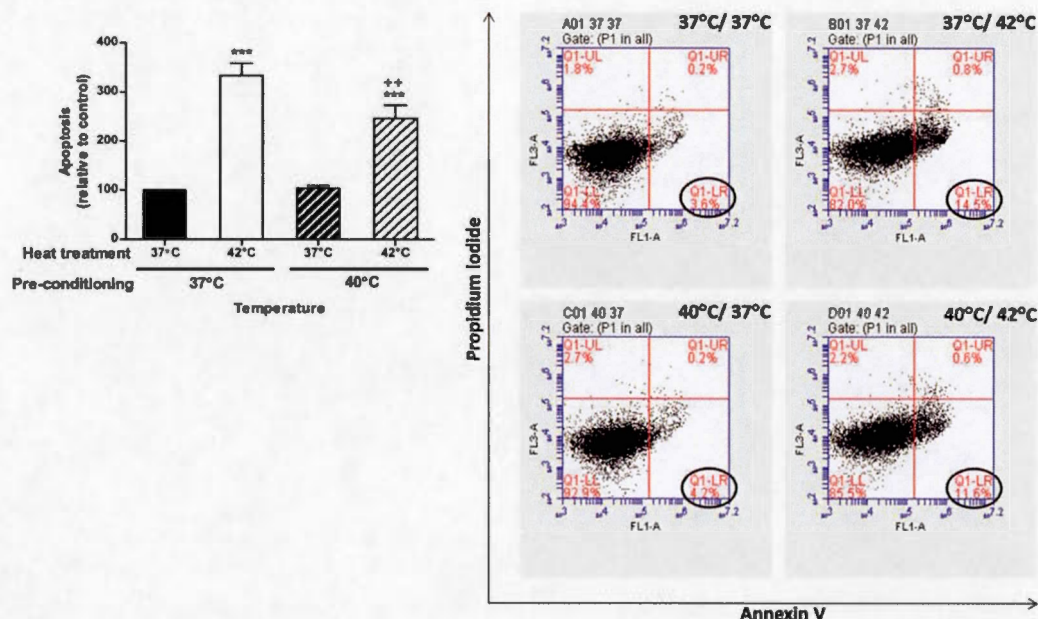 400
300
200
100
0
Apoptosis
(relative to control)
***
++
***
Heat treatment 37°C 42°C 37°C 42°C
Pre-conditioning 37°C 40°C
Temperature
Propidium Iodide
A01 37 37 37°C/ 37°C
Gate: (P1 in all)
Q1-UL Q1-UR
1.8% 0.2%
Q1-LL Q1-LR
94.4% 3.6%
FL3-A
FL1-A
B01 37 42 37°C/ 42°C
Gate: (P1 in all)
Q1-UL Q1-UR
2.7% 0.8%
Q1-LL Q1-LR
82.0% 14.5%
FL3-A
FL1-A
C01 40 37 40°C/ 37°C
Gate: (P1 in all)
Q1-UL Q1-UR
2.7% 0.2%
Q1-LL Q1-LR
92.9% 4.2%
FL3-A
FL1-A
D01 40 42 40°C/ 42°C
Gate: (P1 in all)
Q1-UL Q1-UR
2.2% 0.6%
Q1-LL Q1-LR
85.5% 11.6%
FL3-A
FL1-A
Annexin V